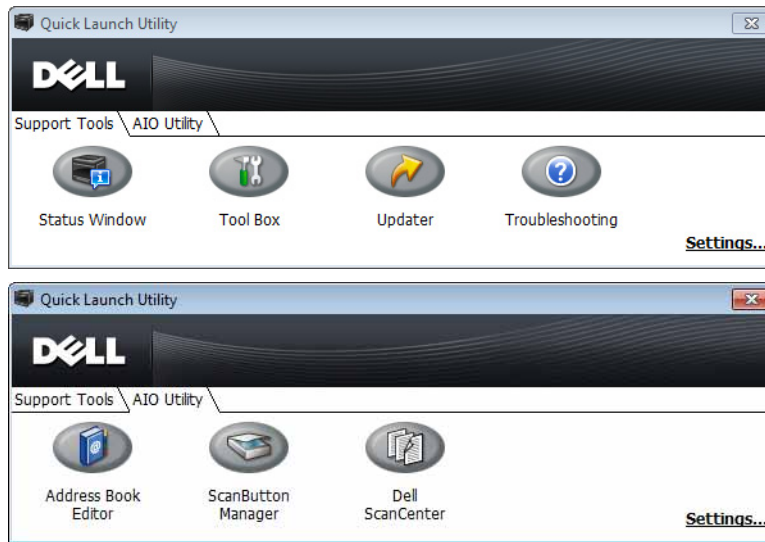 Quick Launch Utility
DELL
Support Tools AIO Utility
Status Window Tool Box Updater Troubleshooting
Settings...
Quick Launch Utility
DELL
Support Tools AIO Utility
Address Book ScanButton Dell
Editor Manager ScanCenter
Settings...